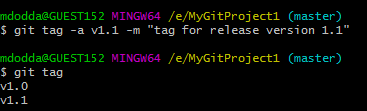 mdodda@GUEST152 MINGW64 /e/MyGitProject1 (master)
$ git tag -a v1.1 -m "tag for release version 1.1"
mdodda@GUEST152 MINGW64 /e/MyGitProject1 (master)
$ git tag
v1.0
v1.1